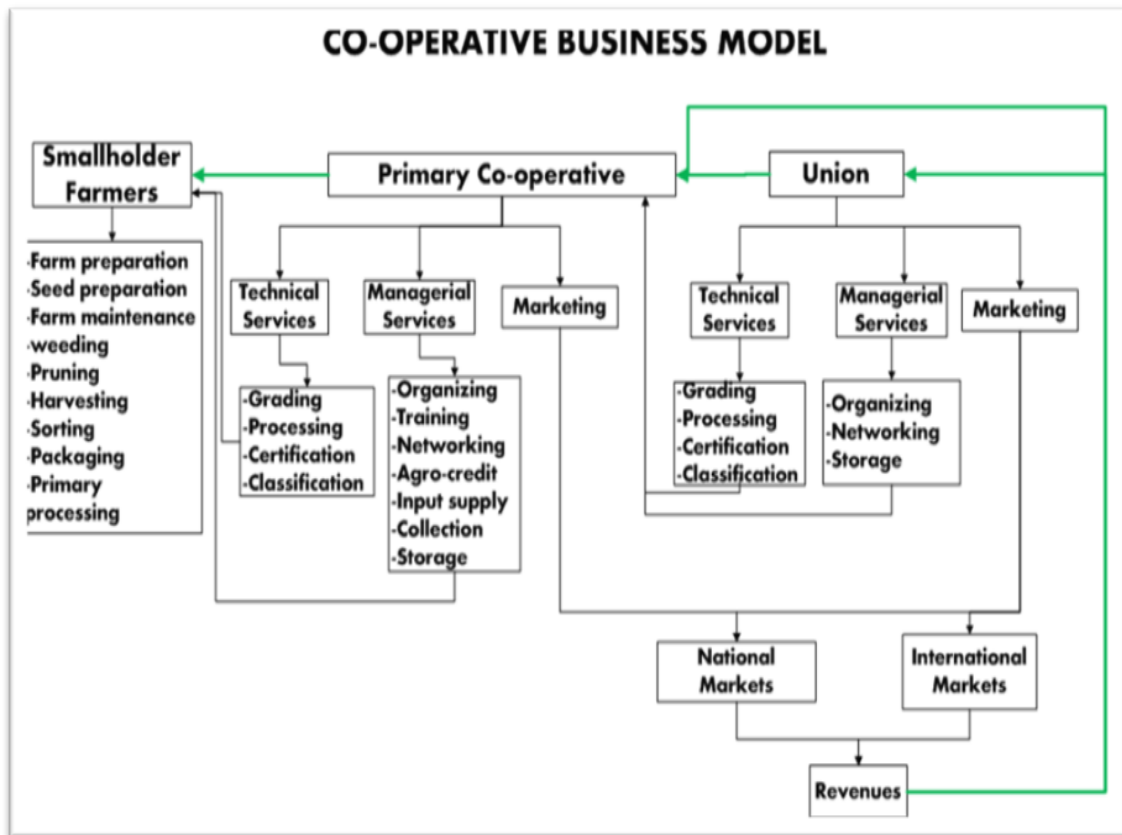 CO-OPERATIVE BUSINESS MODEL
Smallholder
Farmers
Primary Co-operative
Union
-Farm preparation
-Seed preparation
-Farm maintenance
-weeding
-Pruning
-Harvesting
-Sorting
-Packaging
-Primary
processing
Technical
Services
Managerial
Services
Marketing
-Grading
-Processing
-Certification
-Classification
-Organizing
-Training
-Networking
-Agro-credit
-Input supply
-Collection
-Storage
Technical
Services
Managerial
Services
Marketing
-Grading
-Processing
-Certification
-Classification
-Organizing
-Networking
-Storage
National
Markets
International
Markets
Revenues